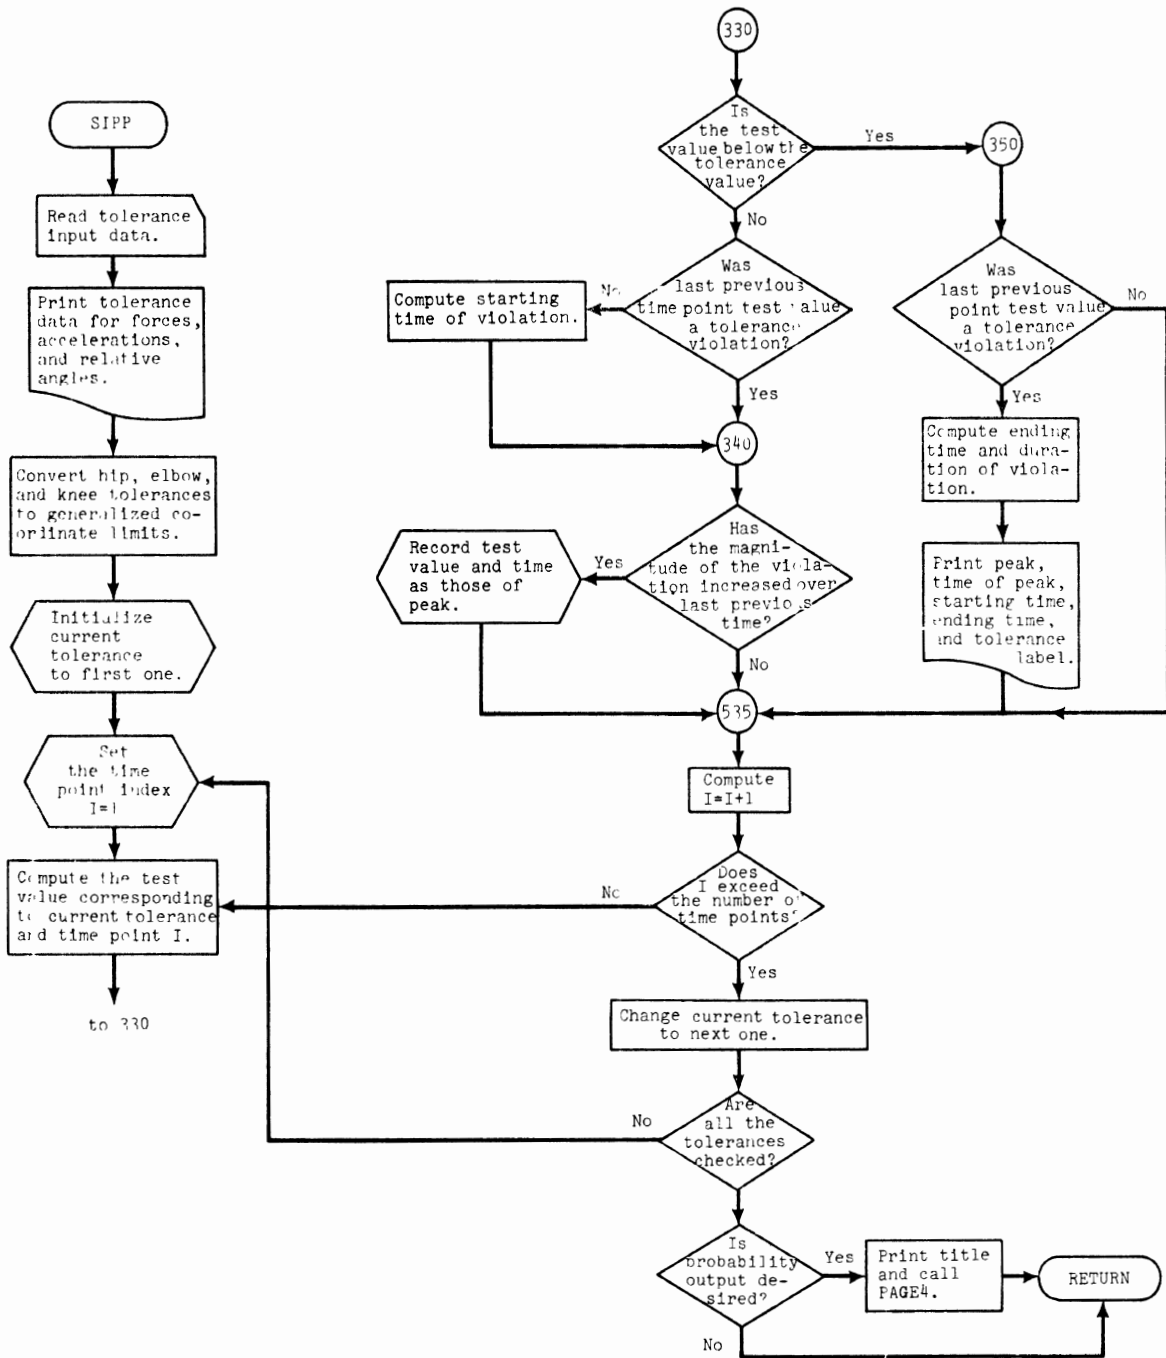 SIPP
Read tolerance
input data.
Print tolerance
data for forces,
accelerations,
and relative
angles.
Convert hip, elbow,
and knee tolerances
to generalized co-
ordinate limits.
Initialize
current
tolerance
to first one.
Set
the time
point index
I=1
Compute the test
value corresponding
to current tolerance
and time point I.
to 330
330
Is
the test
value below the
tolerance
value?
Yes
No
350
Was
last previous
time point test value
a tolerance
violation?
No
Yes
Compute starting
time of violation.
Was
last previous
point test value
a tolerance
violation?
No
Yes
340
Compute ending
time and dura-
tion of viola-
tion.
Has
the magni-
tude of the viola-
tion increased over
last previous
time?
Yes
No
Record test
value and time
as those of
peak.
Print peak,
time of peak,
starting time,
ending time,
and tolerance
label.
535
Compute
I=I+1
Does
I exceed
the number of
time points?
No
Yes
Change current tolerance
to next one.
Are
all the
tolerances
checked?
No
Is
probability
output de-
sired?
Yes
No
Print title
and call
PAGE4.
RETURN